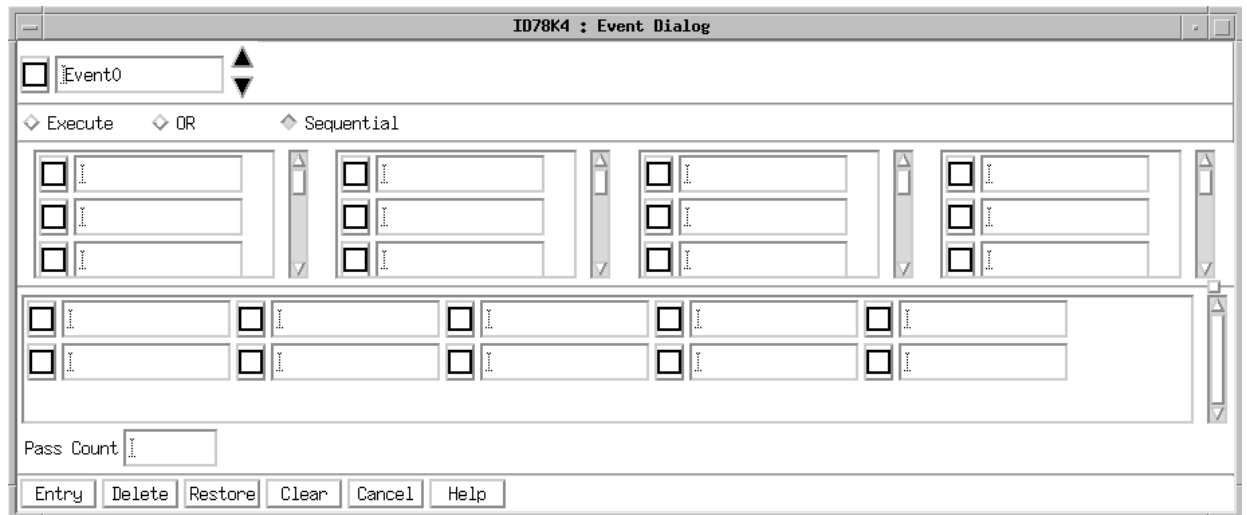 ID78K4 : Event Dialog
Event0
Execute OR Sequential
Pass Count
Entry Delete Restore Clear Cancel Help